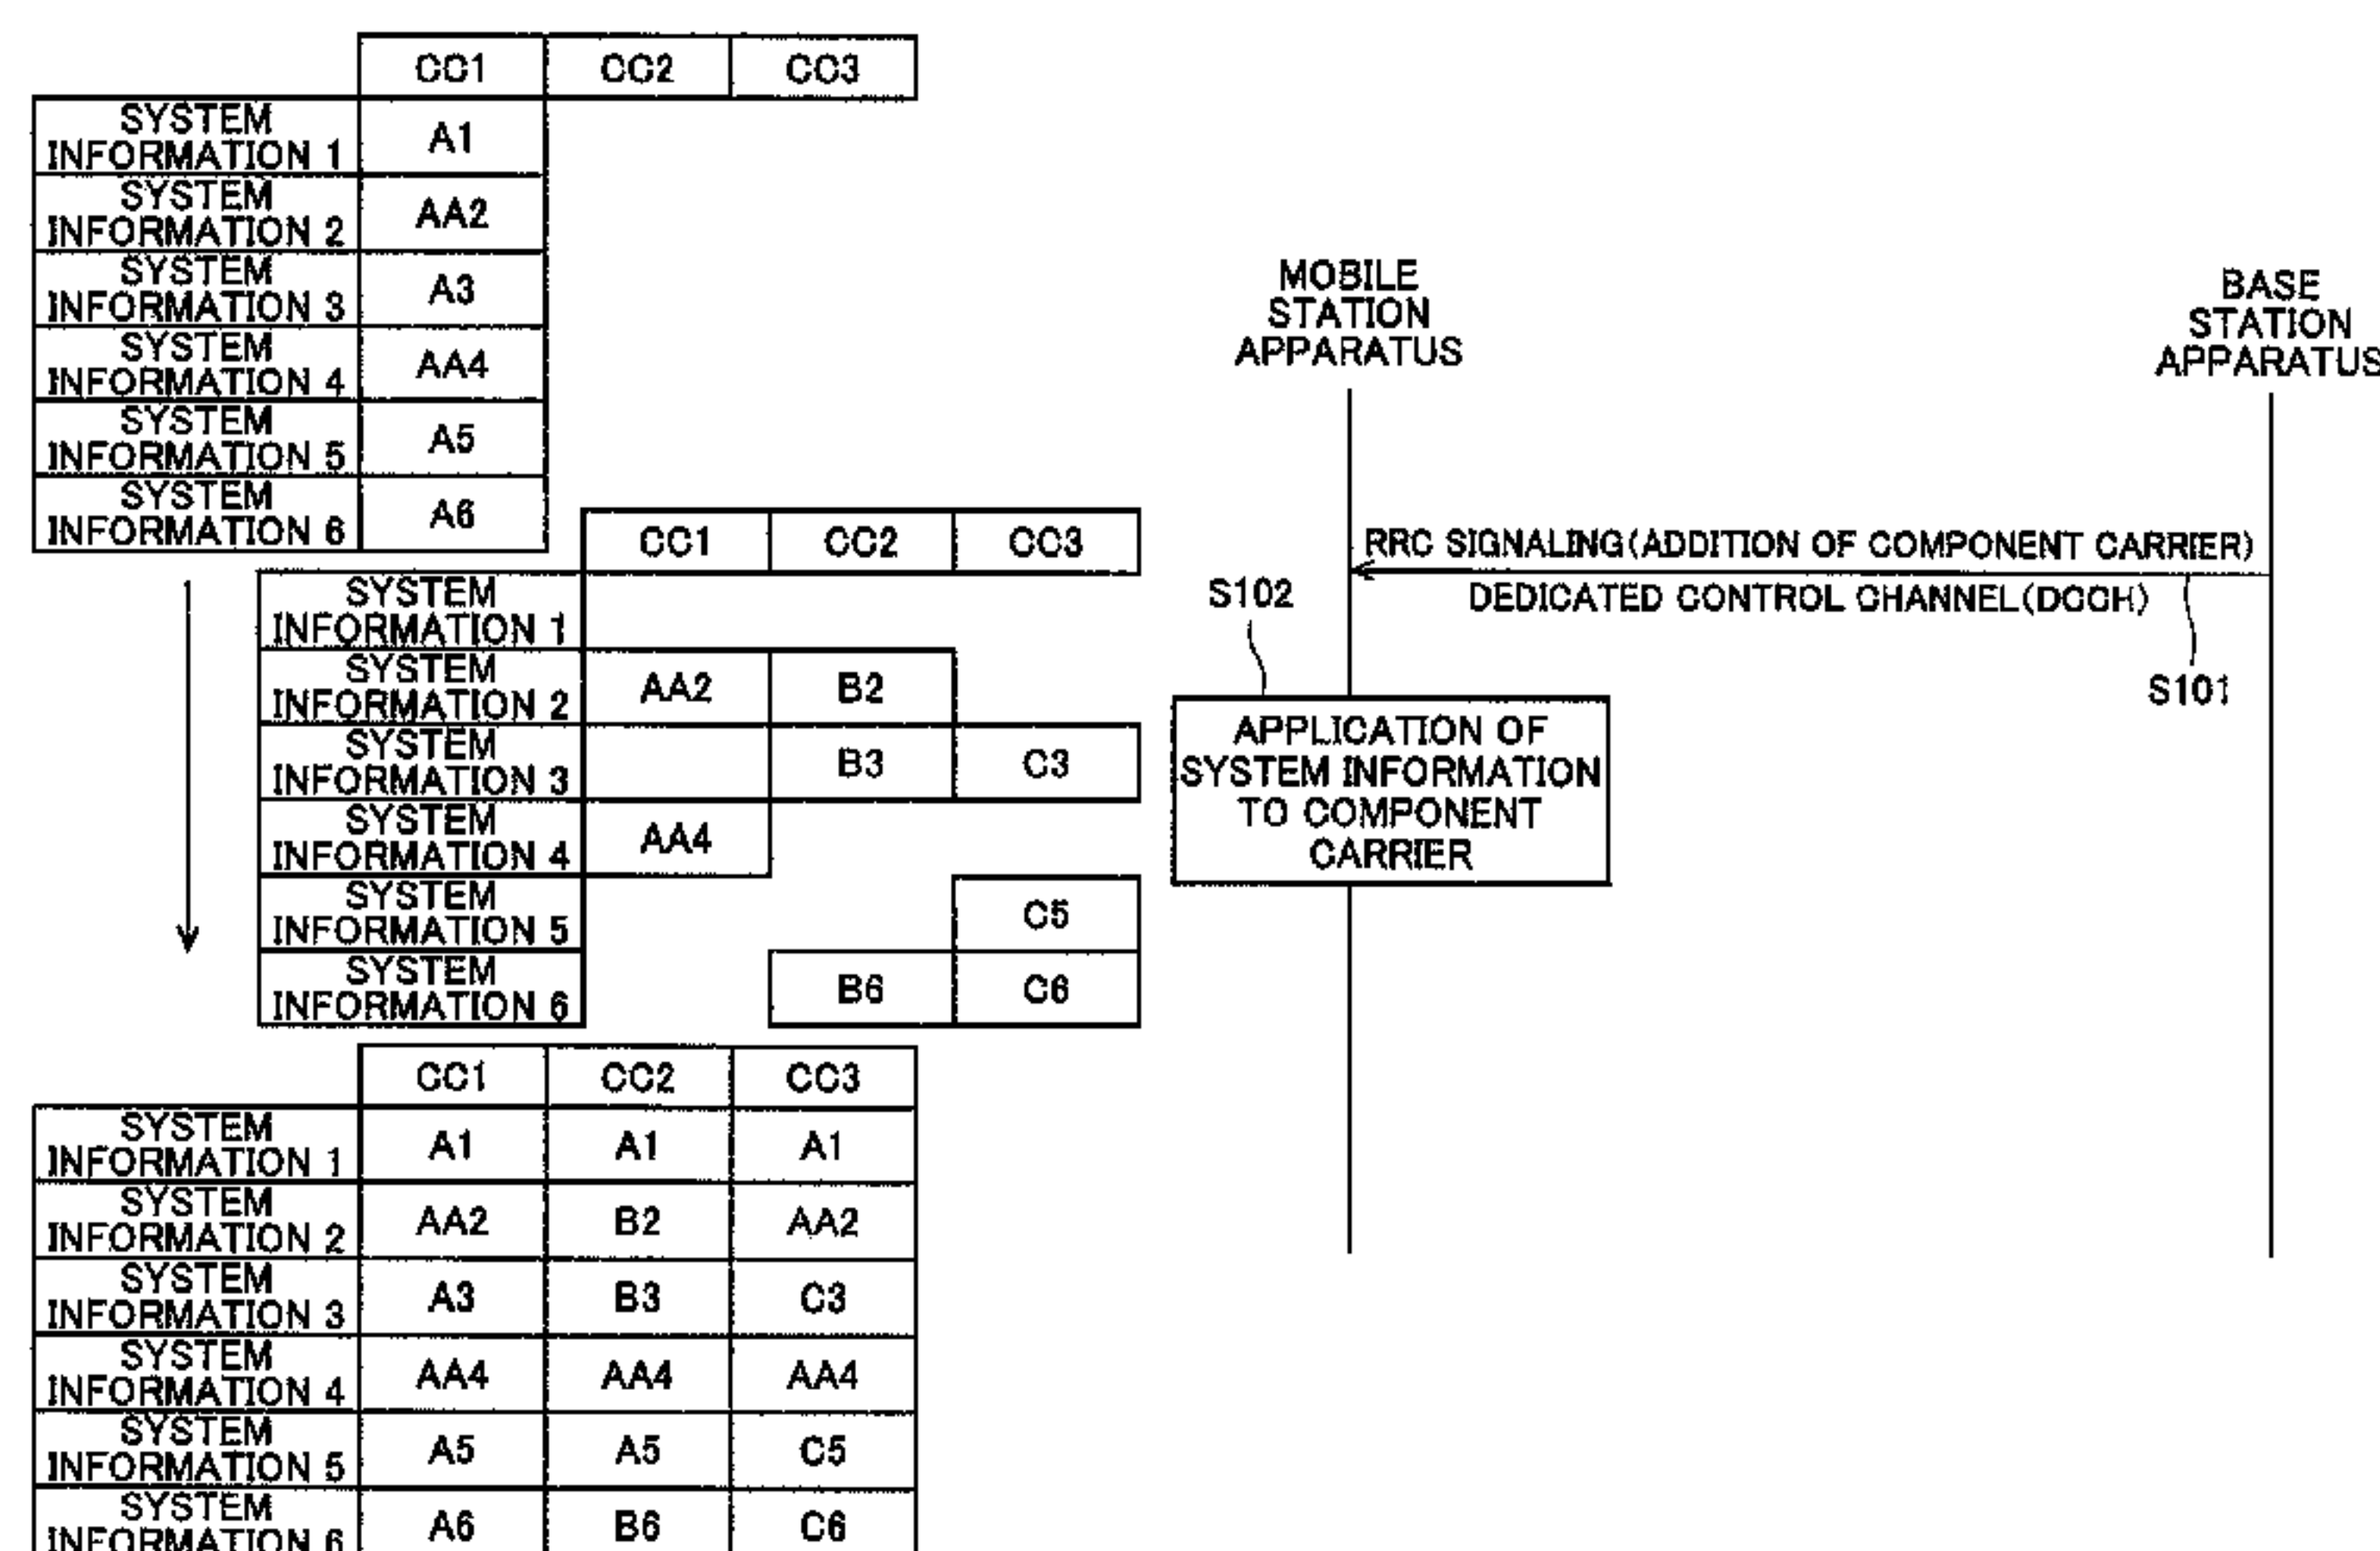 CC1 CC2 CC3
SYSTEM
INFORMATION 1
A1
SYSTEM
INFORMATION 2
AA2
SYSTEM
INFORMATION 3
A3
SYSTEM
INFORMATION 4
AA4
SYSTEM
INFORMATION 5
A5
SYSTEM
INFORMATION 6
A6
CC1 CC2 CC3
SYSTEM
INFORMATION 1
SYSTEM
INFORMATION 2
AA2 B2
SYSTEM
INFORMATION 3
B3 C3
SYSTEM
INFORMATION 4
AA4
SYSTEM
INFORMATION 5
C5
SYSTEM
INFORMATION 6
B6 C6
CC1 CC2 CC3
SYSTEM
INFORMATION 1
A1 A1 A1
SYSTEM
INFORMATION 2
AA2 B2 AA2
SYSTEM
INFORMATION 3
A3 B3 C3
SYSTEM
INFORMATION 4
AA4 AA4 AA4
SYSTEM
INFORMATION 5
A5 A5 C5
SYSTEM
INFORMATION 6
A6 B6 C6
MOBILE
STATION
APPARATUS
BASE
STATION
APPARATUS
RRC SIGNALING(ADDITION OF COMPONENT CARRIER)
DEDICATED CONTROL CHANNEL(DCCH)
S101
S102
APPLICATION OF
SYSTEM INFORMATION
TO COMPONENT
CARRIER